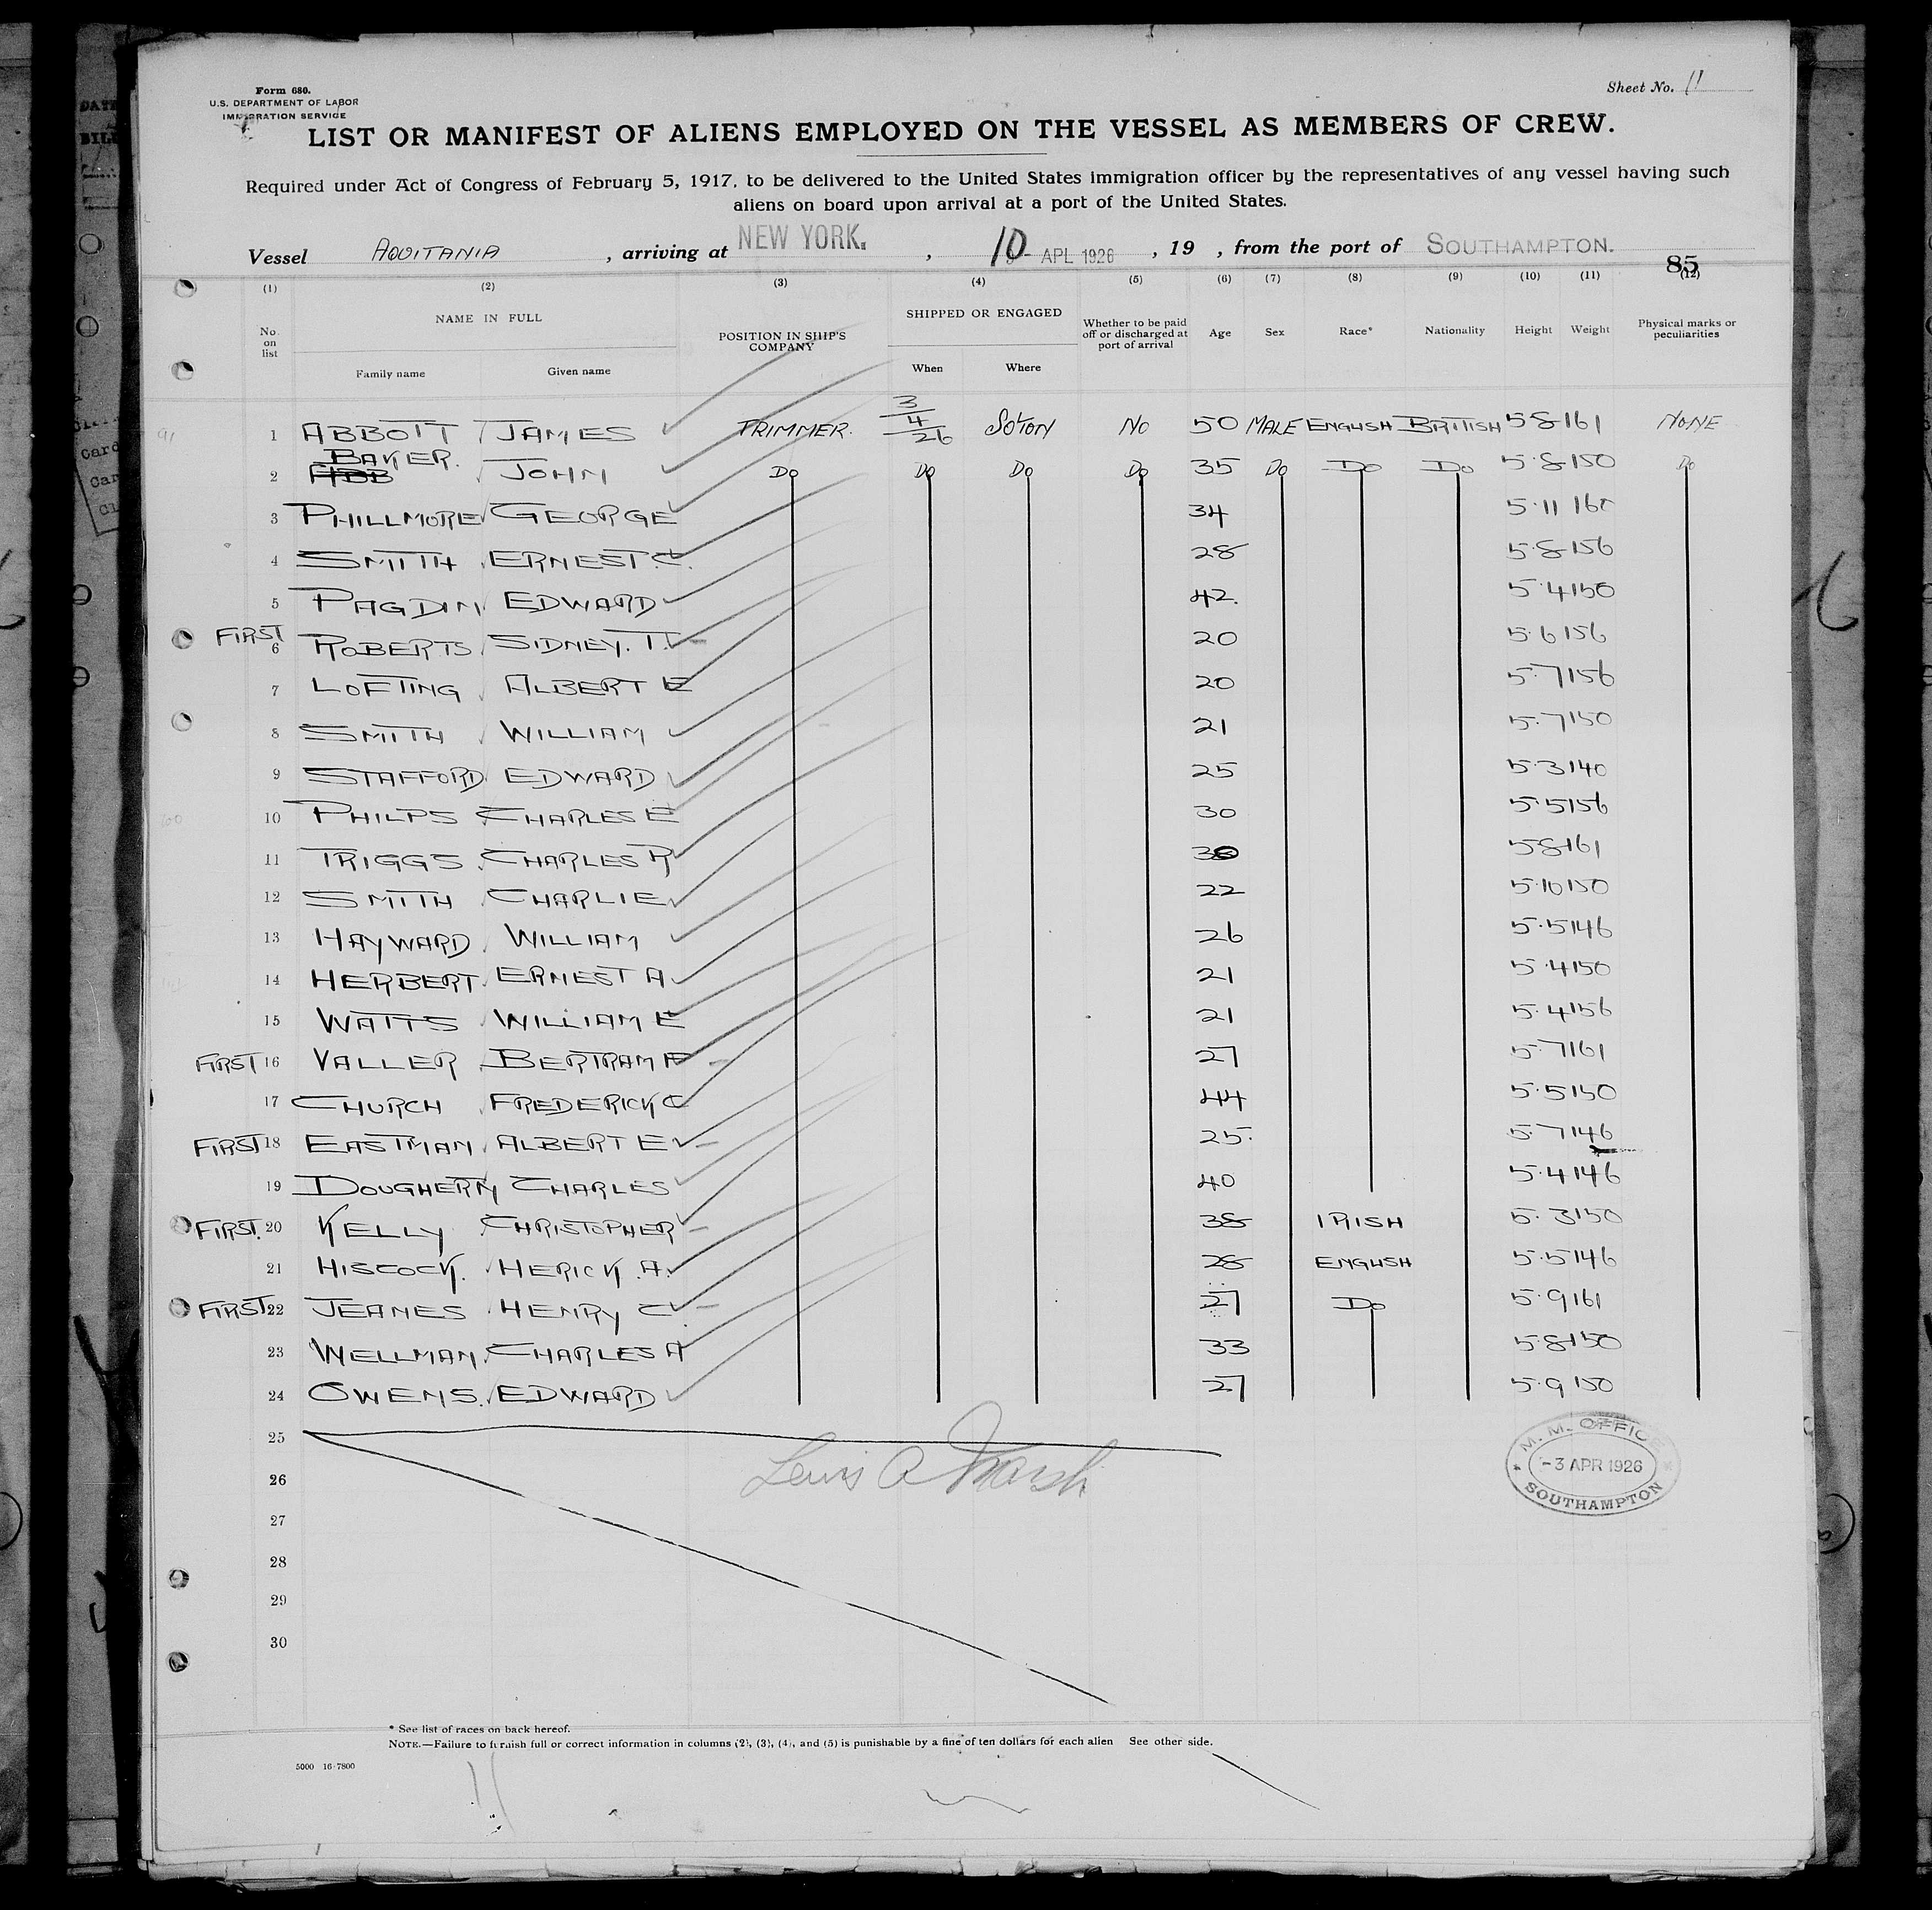 Form 680.
U.S. DEPARTMENT OF LABOR
IMMIGRATION SERVICE
Sheet No. 11
LIST OR MANIFEST OF ALIENS EMPLOYED ON THE VESSEL AS MEMBERS OF CREW.
Required under Act of Congress of February 5, 1917, to be delivered to the United States immigration officer by the representatives of any vessel having such
aliens on board upon arrival at a port of the United States.
Vessel AQUITANIA , arriving at NEW YORK. , 10 APL 1926 , 19 , from the port of SOUTHAMPTON.
85
(1) (2) (3) (4) (5) (6) (7) (8) (9) (10) (11) (12)
No. on list NAME IN FULL POSITION IN SHIP'S COMPANY SHIPPED OR ENGAGED Whether to be paid off or discharged at port of arrival Age Sex Race* Nationality Height Weight Physical marks or peculiarities
Family name Given name When Where
1 ABBOTT JAMES TRIMMER. 3/4/26 SOTON NO 50 MALE ENGLISH BRITISH 5 8 161 NONE
2 BAKER. JOHN DO DO DO DO 35 DO DO DO 5.8 150 DO
3 PHILLMORE GEORGE 34 5.11 160
4 SMITH ERNEST.C. 28 5.8 156
5 PAGDIN EDWARD 42. 5.4 150
FIRST 6 ROBERTS SIDNEY. T. 20 5.6 156
7 LOFTING ALBERT E 20 5.7 156
8 SMITH WILLIAM 21 5.7 150
9 STAFFORD EDWARD 25 5.3 140
10 PHILPS CHARLES E 30 5.5 156
11 TRIGGS CHARLES R 30 5 8 161
12 SMITH CHARLIE 22 5.10 150
13 HAYWARD WILLIAM 26 5.5 146
14 HERBERT ERNEST A 21 5.4 150
15 WATTS WILLIAM E 21 5.4 156
FIRST 16 VALLER BERTRAM 27 5.7 161
17 CHURCH FREDERICK C 44 5.5 150
FIRST 18 EASTMAN ALBERT E 25. 5.7 146
19 DOUGHERTY CHARLES 40 5.4 146
FIRST. 20 KELLY CHRISTOPHER 38 IRISH 5.3 150
21 HISCOCK. HERICK .A. 28 ENGLISH 5.5 146
FIRST 22 JEANES HENRY C. 27 DO 5.9 161
23 WELLMAN. CHARLES A 33 5.8 150
24 OWENS. EDWARD 27 5.9 150
25
Lewis A Marsh
M. M. OFFICE
-3 APR 1926
SOUTHAMPTON
26
27
28
29
30
* See list of races on back hereof.
NOTE.—Failure to furnish full or correct information in columns (2), (3), (4), and (5) is punishable by a fine of ten dollars for each alien See other side.
5000 16-7800